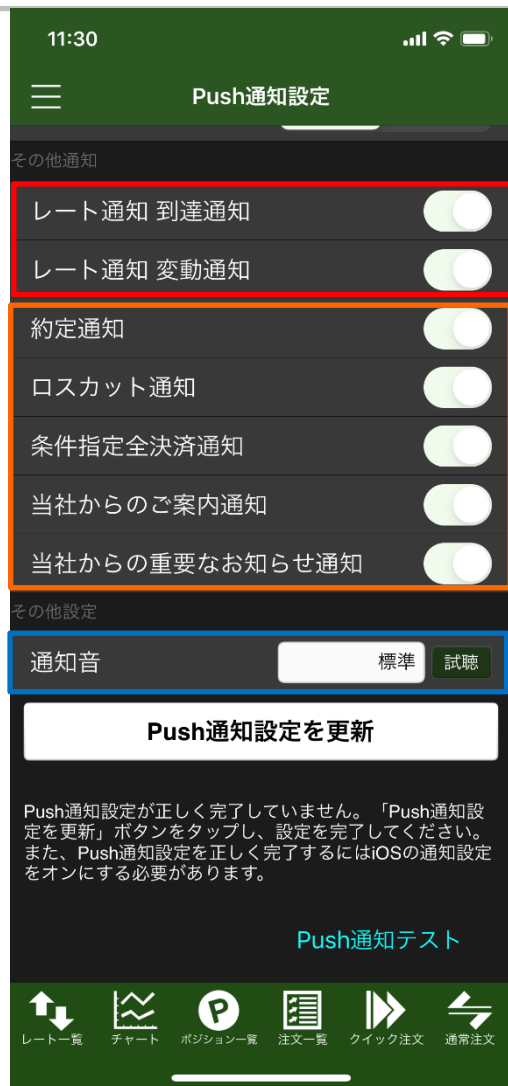 11:30
Push通知設定
その他通知
レート通知 到達通知
レート通知 変動通知
約定通知
ロスカット通知
条件指定全決済通知
当社からのご案内通知
当社からの重要なお知らせ通知
その他設定
通知音 標準 試聴
Push通知設定を更新
Push通知設定が正しく完了していません。「Push通知設
定を更新」ボタンをタップし、設定を完了してください。
また、Push通知設定を正しく完了するにはiOSの通知設定
をオンにする必要があります。
Push通知テスト
P
レート一覧 チャート ポジション一覧 注文一覧 クイック注文 通常注文